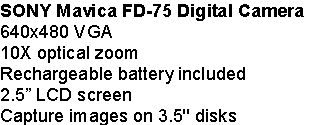 SONY Mavica FD-75 Digital Camera
640x480 VGA
10X optical zoom
Rechargeable battery included
2.5” LCD screen
Capture images on 3.5" disks